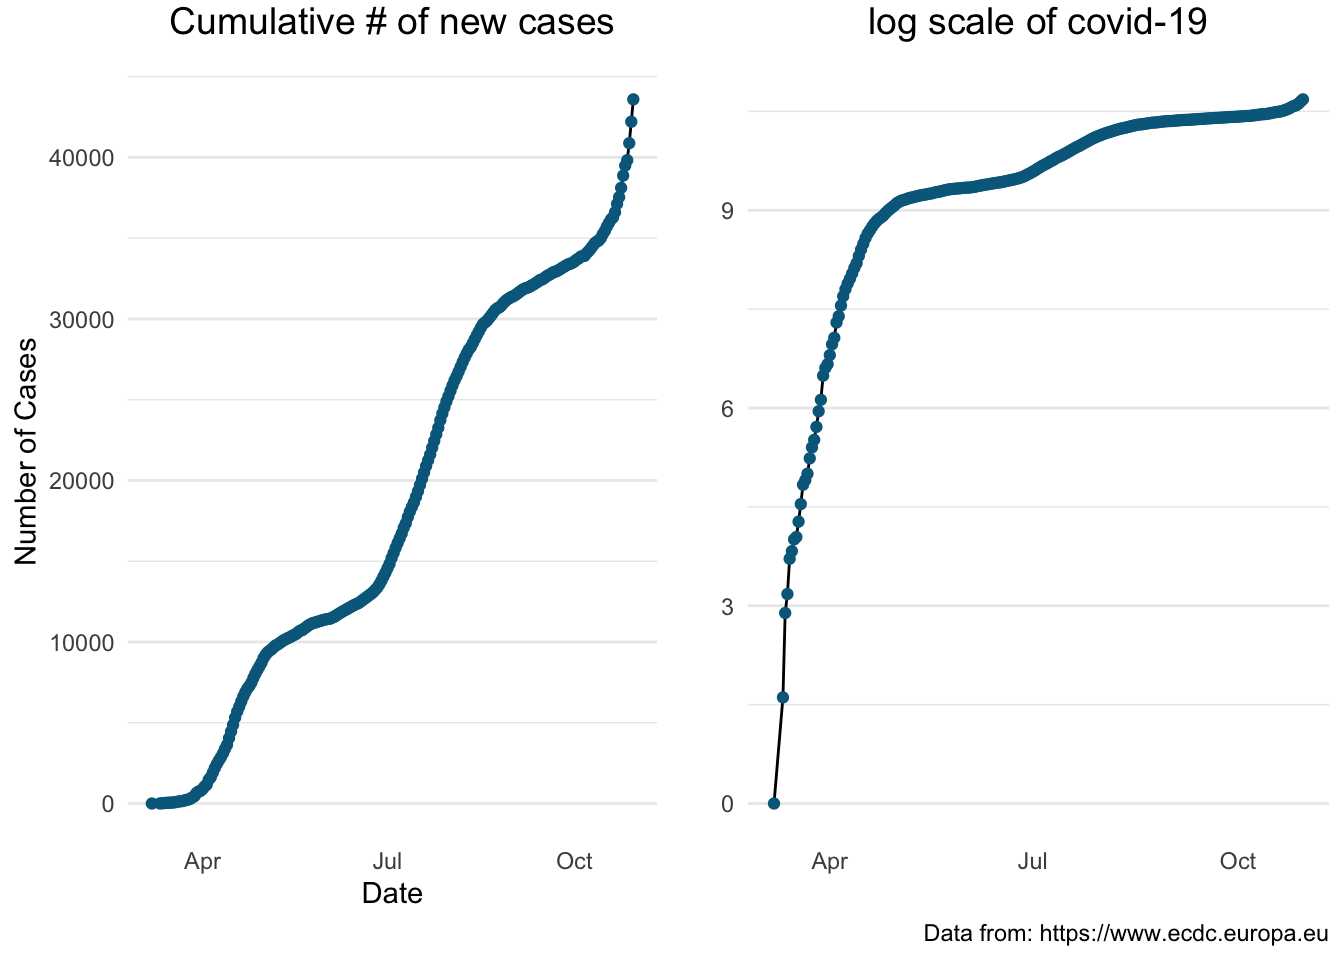 Cumulative # of new cases
Number of Cases
40000
30000
20000
10000
0
Apr Jul Oct
Date
log scale of covid-19
9
6
3
0
Apr Jul Oct
Data from: https://www.ecdc.europa.eu